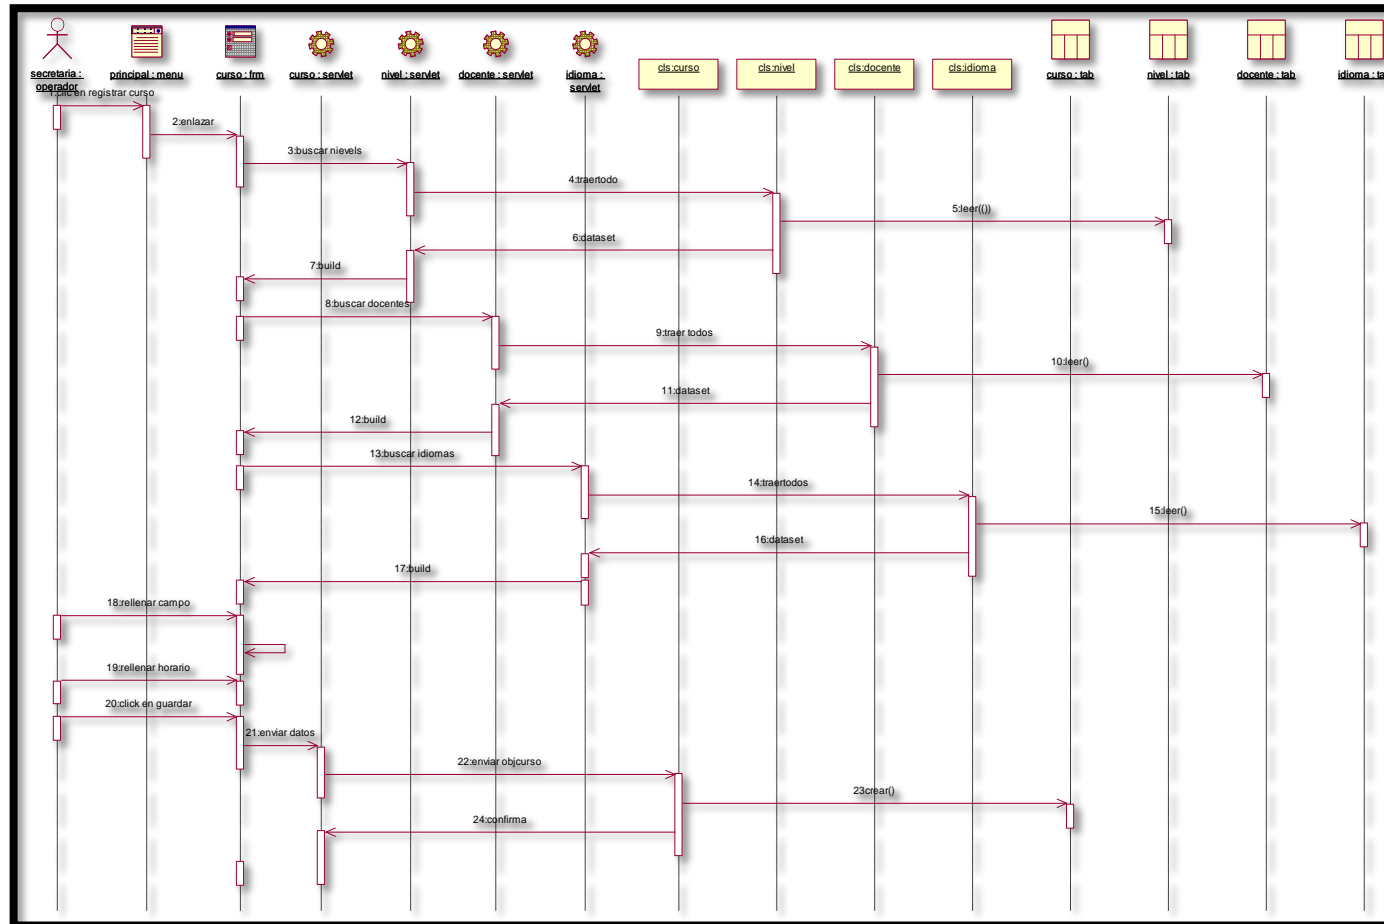 secretaria :
operador
principal : menu
curso : frm
curso : servlet
nivel : servlet
docente : servlet
idioma :
servlet
cls:curso
cls:nivel
cls:docente
cls:idioma
curso : tab
nivel : tab
docente : tab
idioma : ta
1:clic en registrar curso
2:enlazar
3:buscar nievels
4:traertodo
5:leer(())
6:dataset
7:build
8:buscar docentes
9:traer todos
10:leer()
11:dataset
12:build
13:buscar idiomas
14:traertodos
15:leer()
16:dataset
17:build
18:rellenar campo
19:rellenar horario
20:click en guardar
21:enviar datos
22:enviar objcurso
23crear()
24:confirma